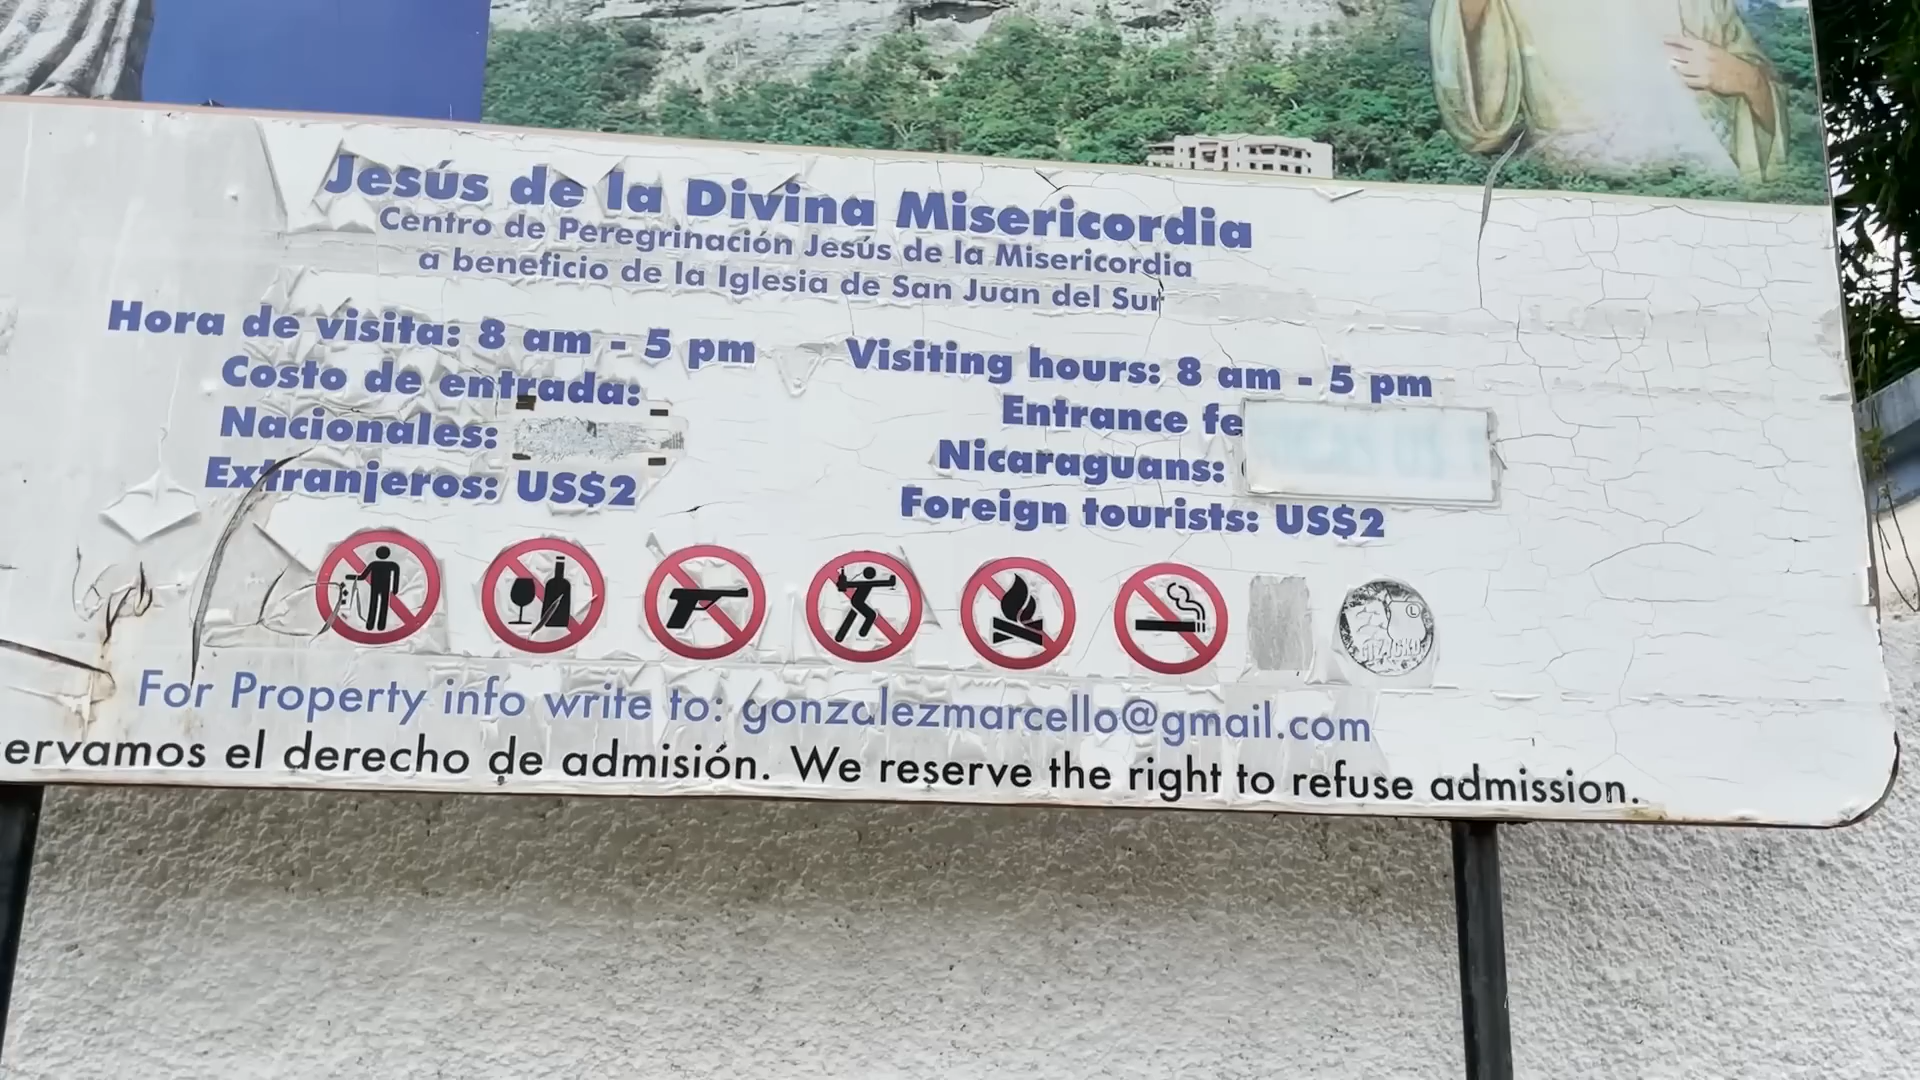 Jesús de la Divina Misericordia
Centro de Peregrinación Jesús de la Misericordia
a beneficio de la Iglesia de San Juan del Sur
Hora de visita: 8 am - 5 pm
Costo de entrada:
Nacionales:
Extranjeros: US$2
Visiting hours: 8 am - 5 pm
Entrance fe
Nicaraguans:
Foreign tourists: US$2
For Property info write to: gonzalezmarcello@gmail.com
ervamos el derecho de admisión. We reserve the right to refuse admission.